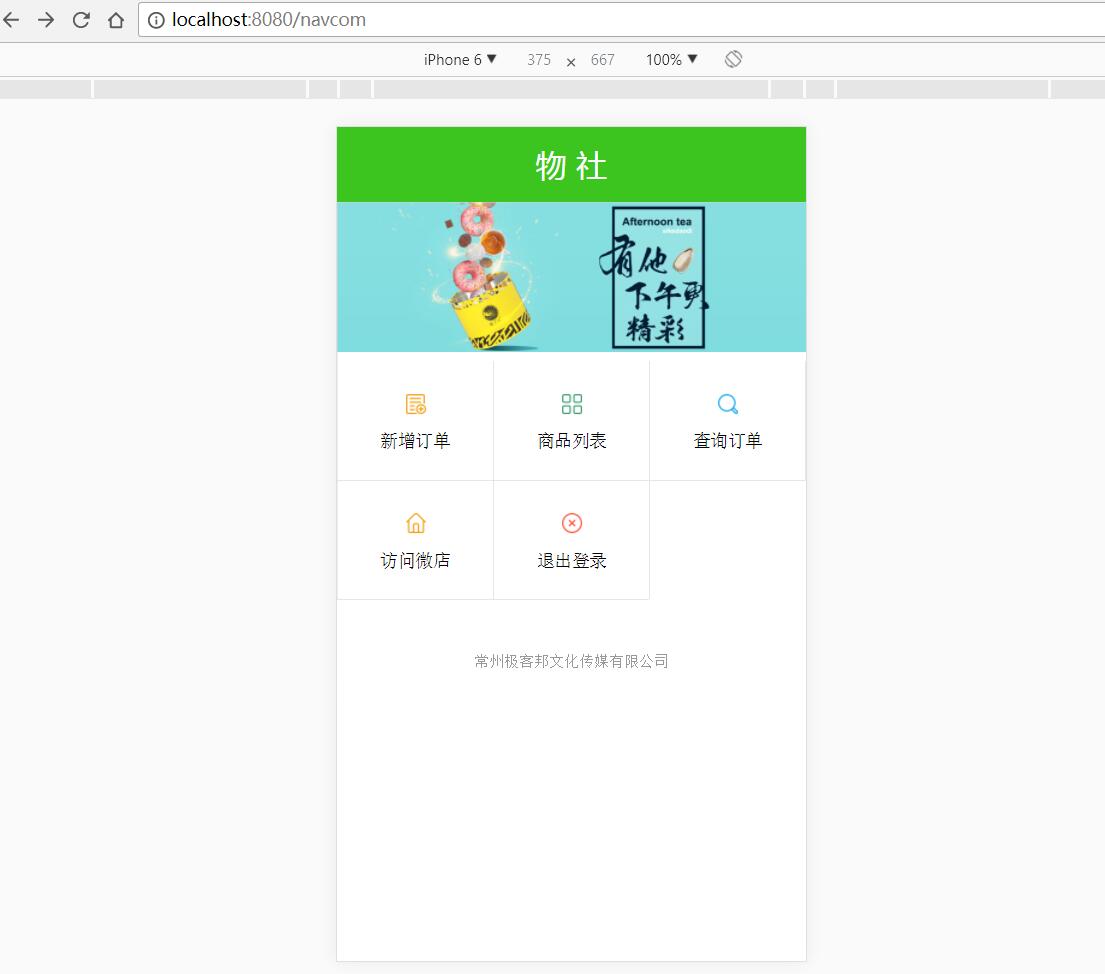 localhost:8080/navcom
iPhone 6 ▼ 375 × 667 100% ▼
物 社
Afternoon tea
有他
下午更
精彩
新增订单 商品列表 查询订单
访问微店 退出登录
常州极客邦文化传媒有限公司